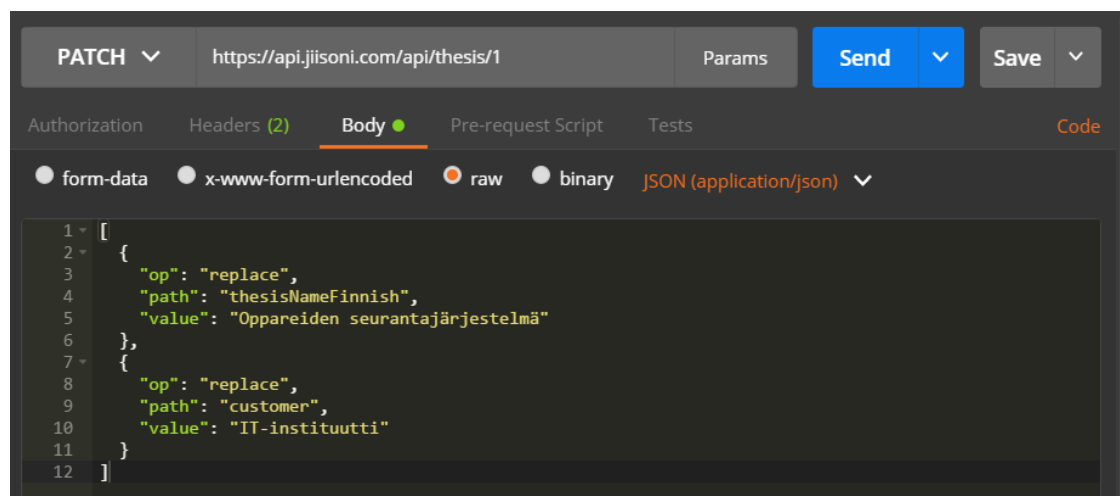 PATCH https://api.jiisoni.com/api/thesis/1 Params Send Save
Authorization Headers (2) Body Pre-request Script Tests Code
form-data x-www-form-urlencoded raw binary JSON (application/json)
1 [
2 {
3 "op": "replace",
4 "path": "thesisNameFinnish",
5 "value": "Oppareiden seurantajärjestelmä"
6 },
7 {
8 "op": "replace",
9 "path": "customer",
10 "value": "IT-instituutti"
11 }
12 ]